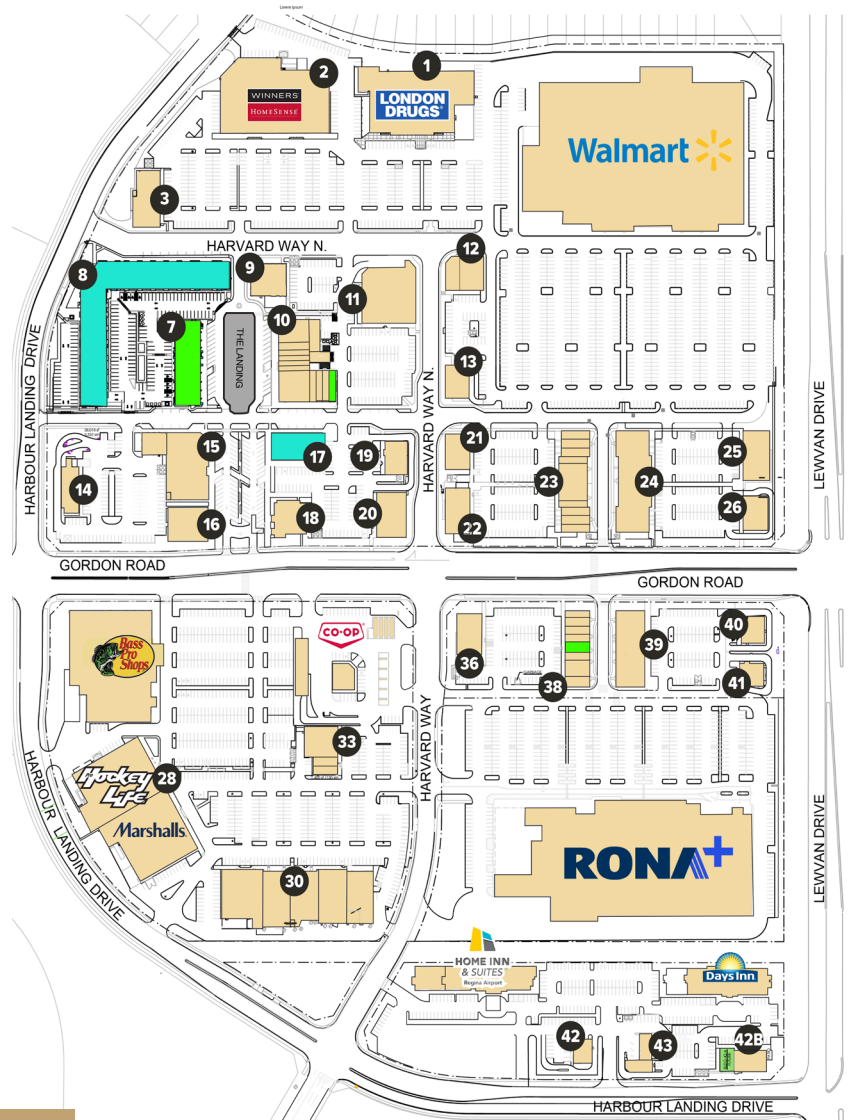 Lorem Ipsum
1
2
WINNERS
HOMESENSE
LONDON
DRUGS
Walmart
3
HARVARD WAY N.
12
8
9
11
7
10
THE LANDING
13
HARBOUR LANDING DRIVE
HARVARD WAY N.
LEWVAN DRIVE
21
15
17
19
25
14
23
24
16
18
20
22
26
GORDON ROAD
GORDON ROAD
Bass
Pro
Shops
CO·OP
40
39
36
41
38
33
HARVARD WAY
28
Hockey
Life
Marshalls
HARBOUR LANDING DRIVE
30
RONA+
LEWVAN DRIVE
HOME INN
& SUITES
Regina Airport
Days Inn
42
43
42B
HARBOUR LANDING DRIVE